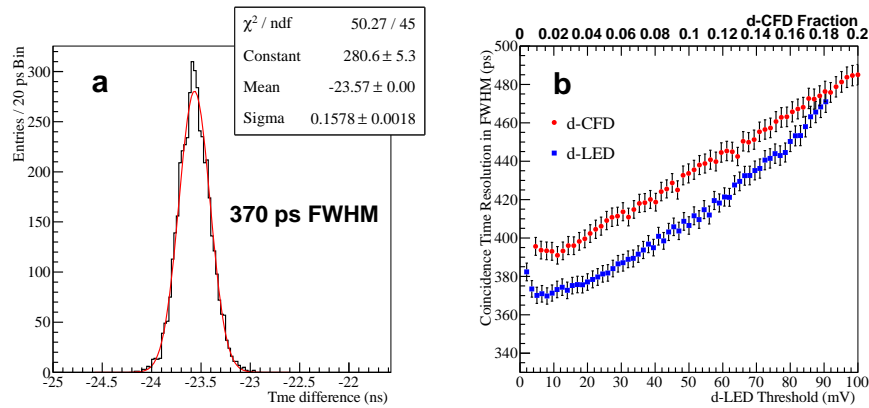 χ² / ndf 50.27 / 45
Constant 280.6 ± 5.3
Mean -23.57 ± 0.00
Sigma 0.1578 ± 0.0018
a
370 ps FWHM
Entries / 20 ps Bin
300
250
200
150
100
50
0
-25 -24.5 -24 -23.5 -23 -22.5 -22
Tme difference (ns)
d-CFD Fraction
0 0.02 0.04 0.06 0.08 0.1 0.12 0.14 0.16 0.18 0.2
b
d-CFD
d-LED
Coincidence Time Resolution in FWHM (ps)
500
480
460
440
420
400
380
360
340
0 10 20 30 40 50 60 70 80 90 100
d-LED Threshold (mV)